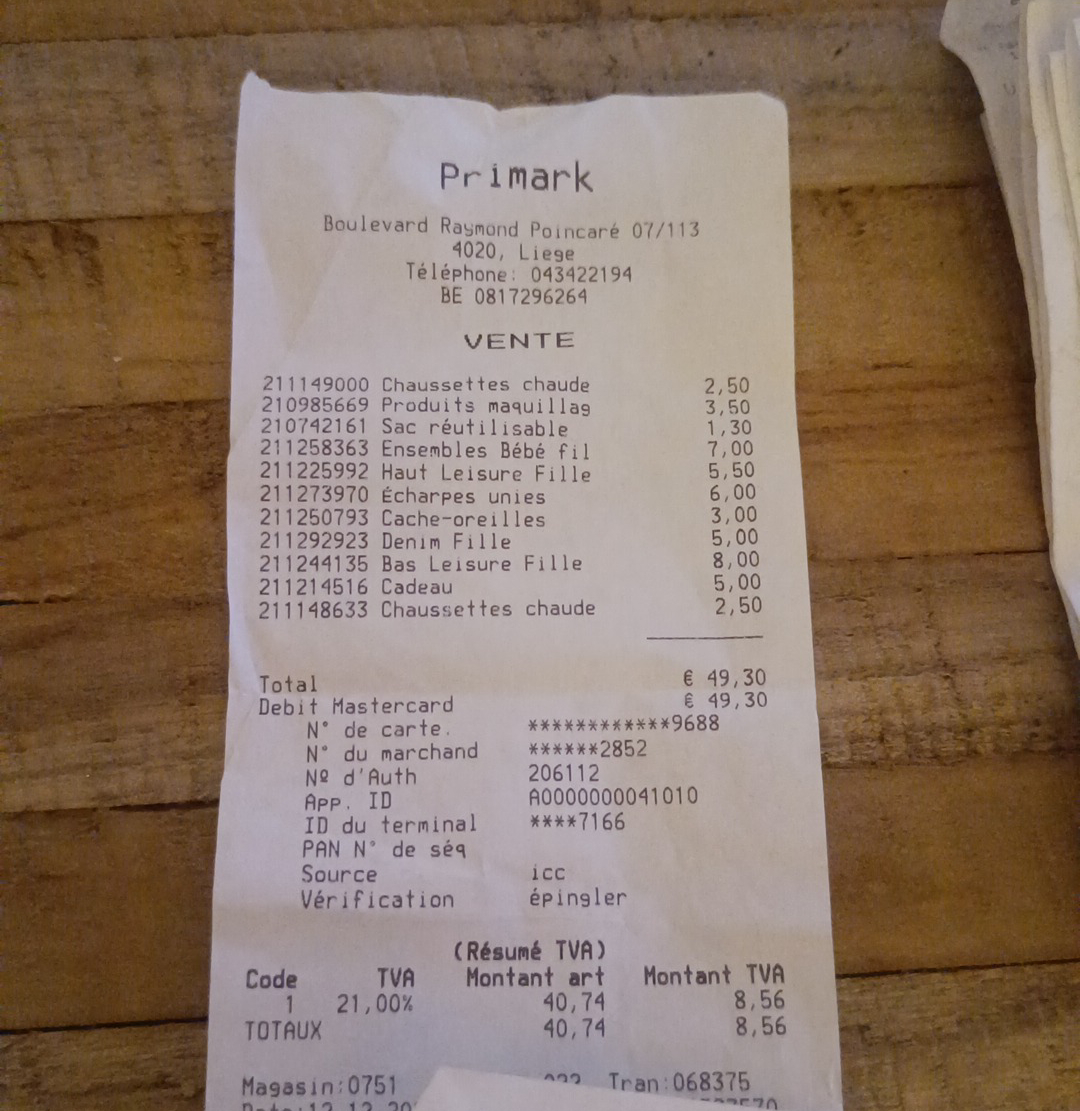 Primark
Boulevard Raymond Poincaré 07/113
4020, Liege
Téléphone: 043422194
BE 0817296264
VENTE
211149000 Chaussettes chaude 2,50
210985669 Produits maquillag 3,50
210742161 Sac réutilisable 1,30
211258363 Ensembles Bébé fil 7,00
211225992 Haut Leisure Fille 5,50
211273970 Écharpes unies 6,00
211250793 Cache-oreilles 3,00
211292923 Denim Fille 5,00
211244135 Bas Leisure Fille 8,00
211214516 Cadeau 5,00
211148633 Chaussettes chaude 2,50
Total € 49,30
Debit Mastercard € 49,30
N° de carte. ************9688
N° du marchand ******2852
Nº d'Auth 206112
App. ID A0000000041010
ID du terminal ****7166
PAN N° de séq
Source icc
Vérification épingler
(Résumé TVA)
Code TVA Montant art Montant TVA
1 21,00% 40,74 8,56
TOTAUX 40,74 8,56
Magasin:0751 Tran:068375